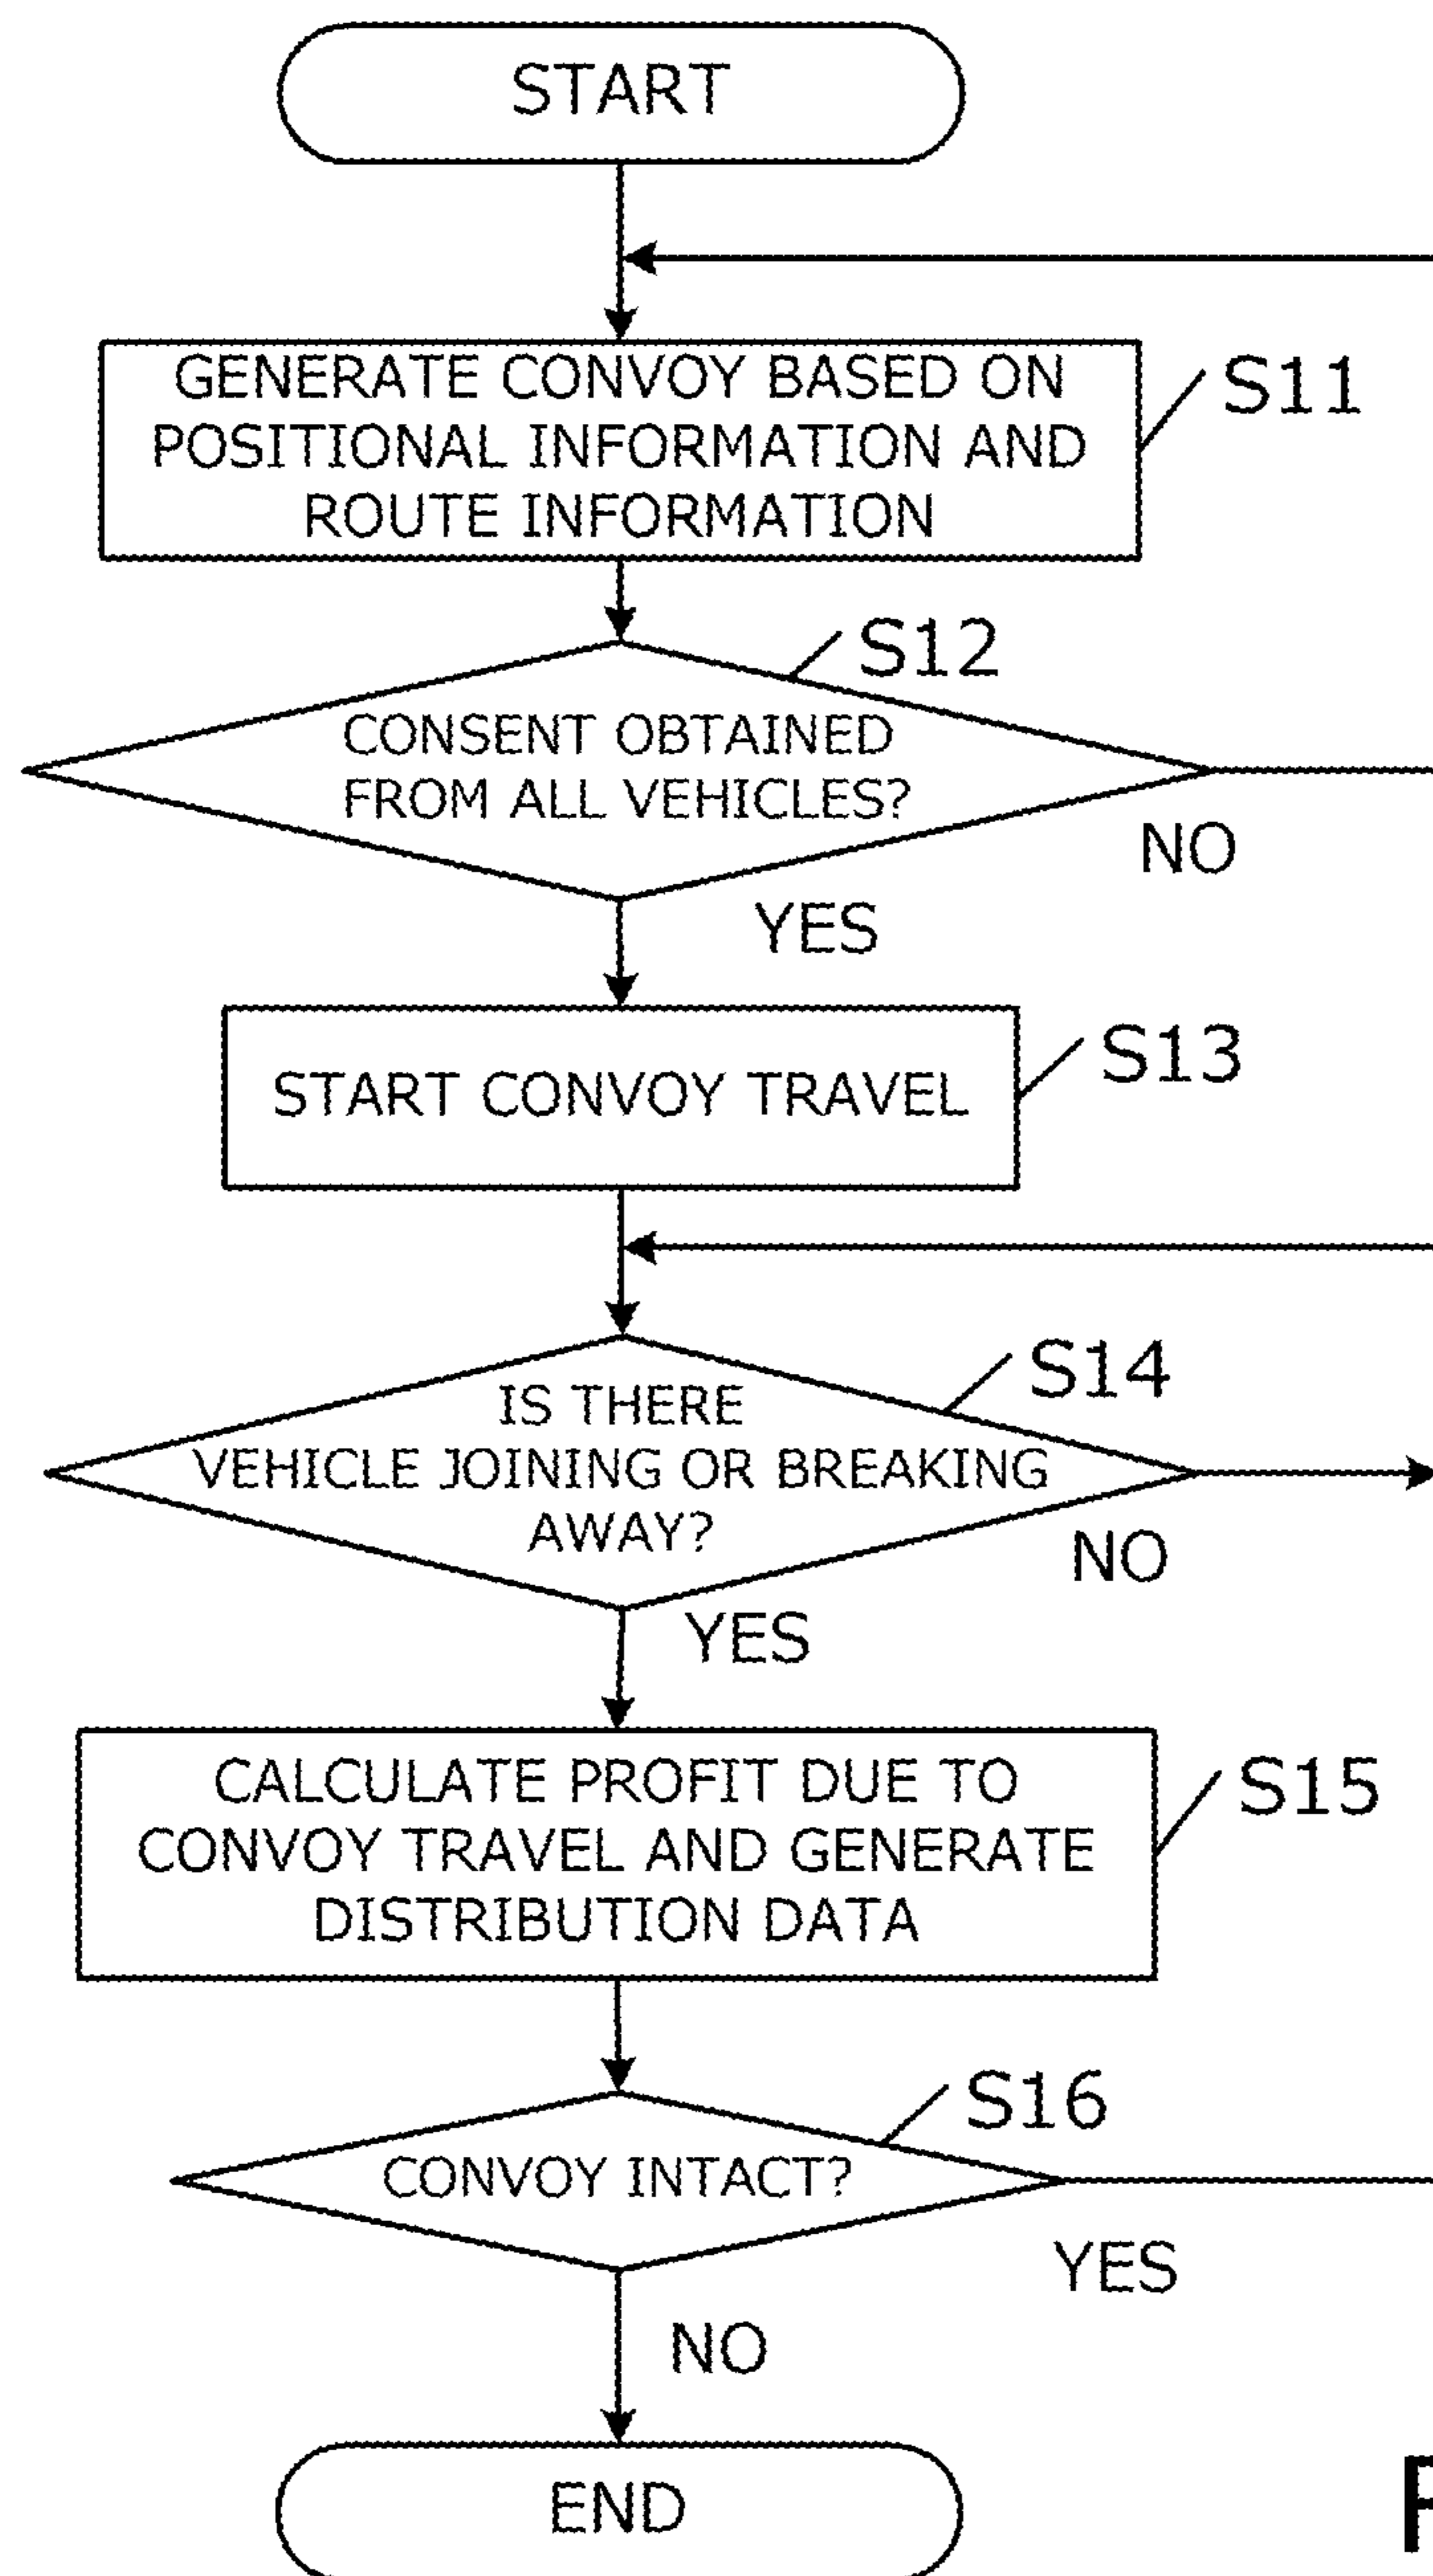 START
GENERATE CONVOY BASED ON
POSITIONAL INFORMATION AND
ROUTE INFORMATION
S11
S12
CONSENT OBTAINED
FROM ALL VEHICLES?
NO
YES
START CONVOY TRAVEL
S13
S14
IS THERE
VEHICLE JOINING OR BREAKING
AWAY?
NO
YES
CALCULATE PROFIT DUE TO
CONVOY TRAVEL AND GENERATE
DISTRIBUTION DATA
S15
S16
CONVOY INTACT?
YES
NO
END